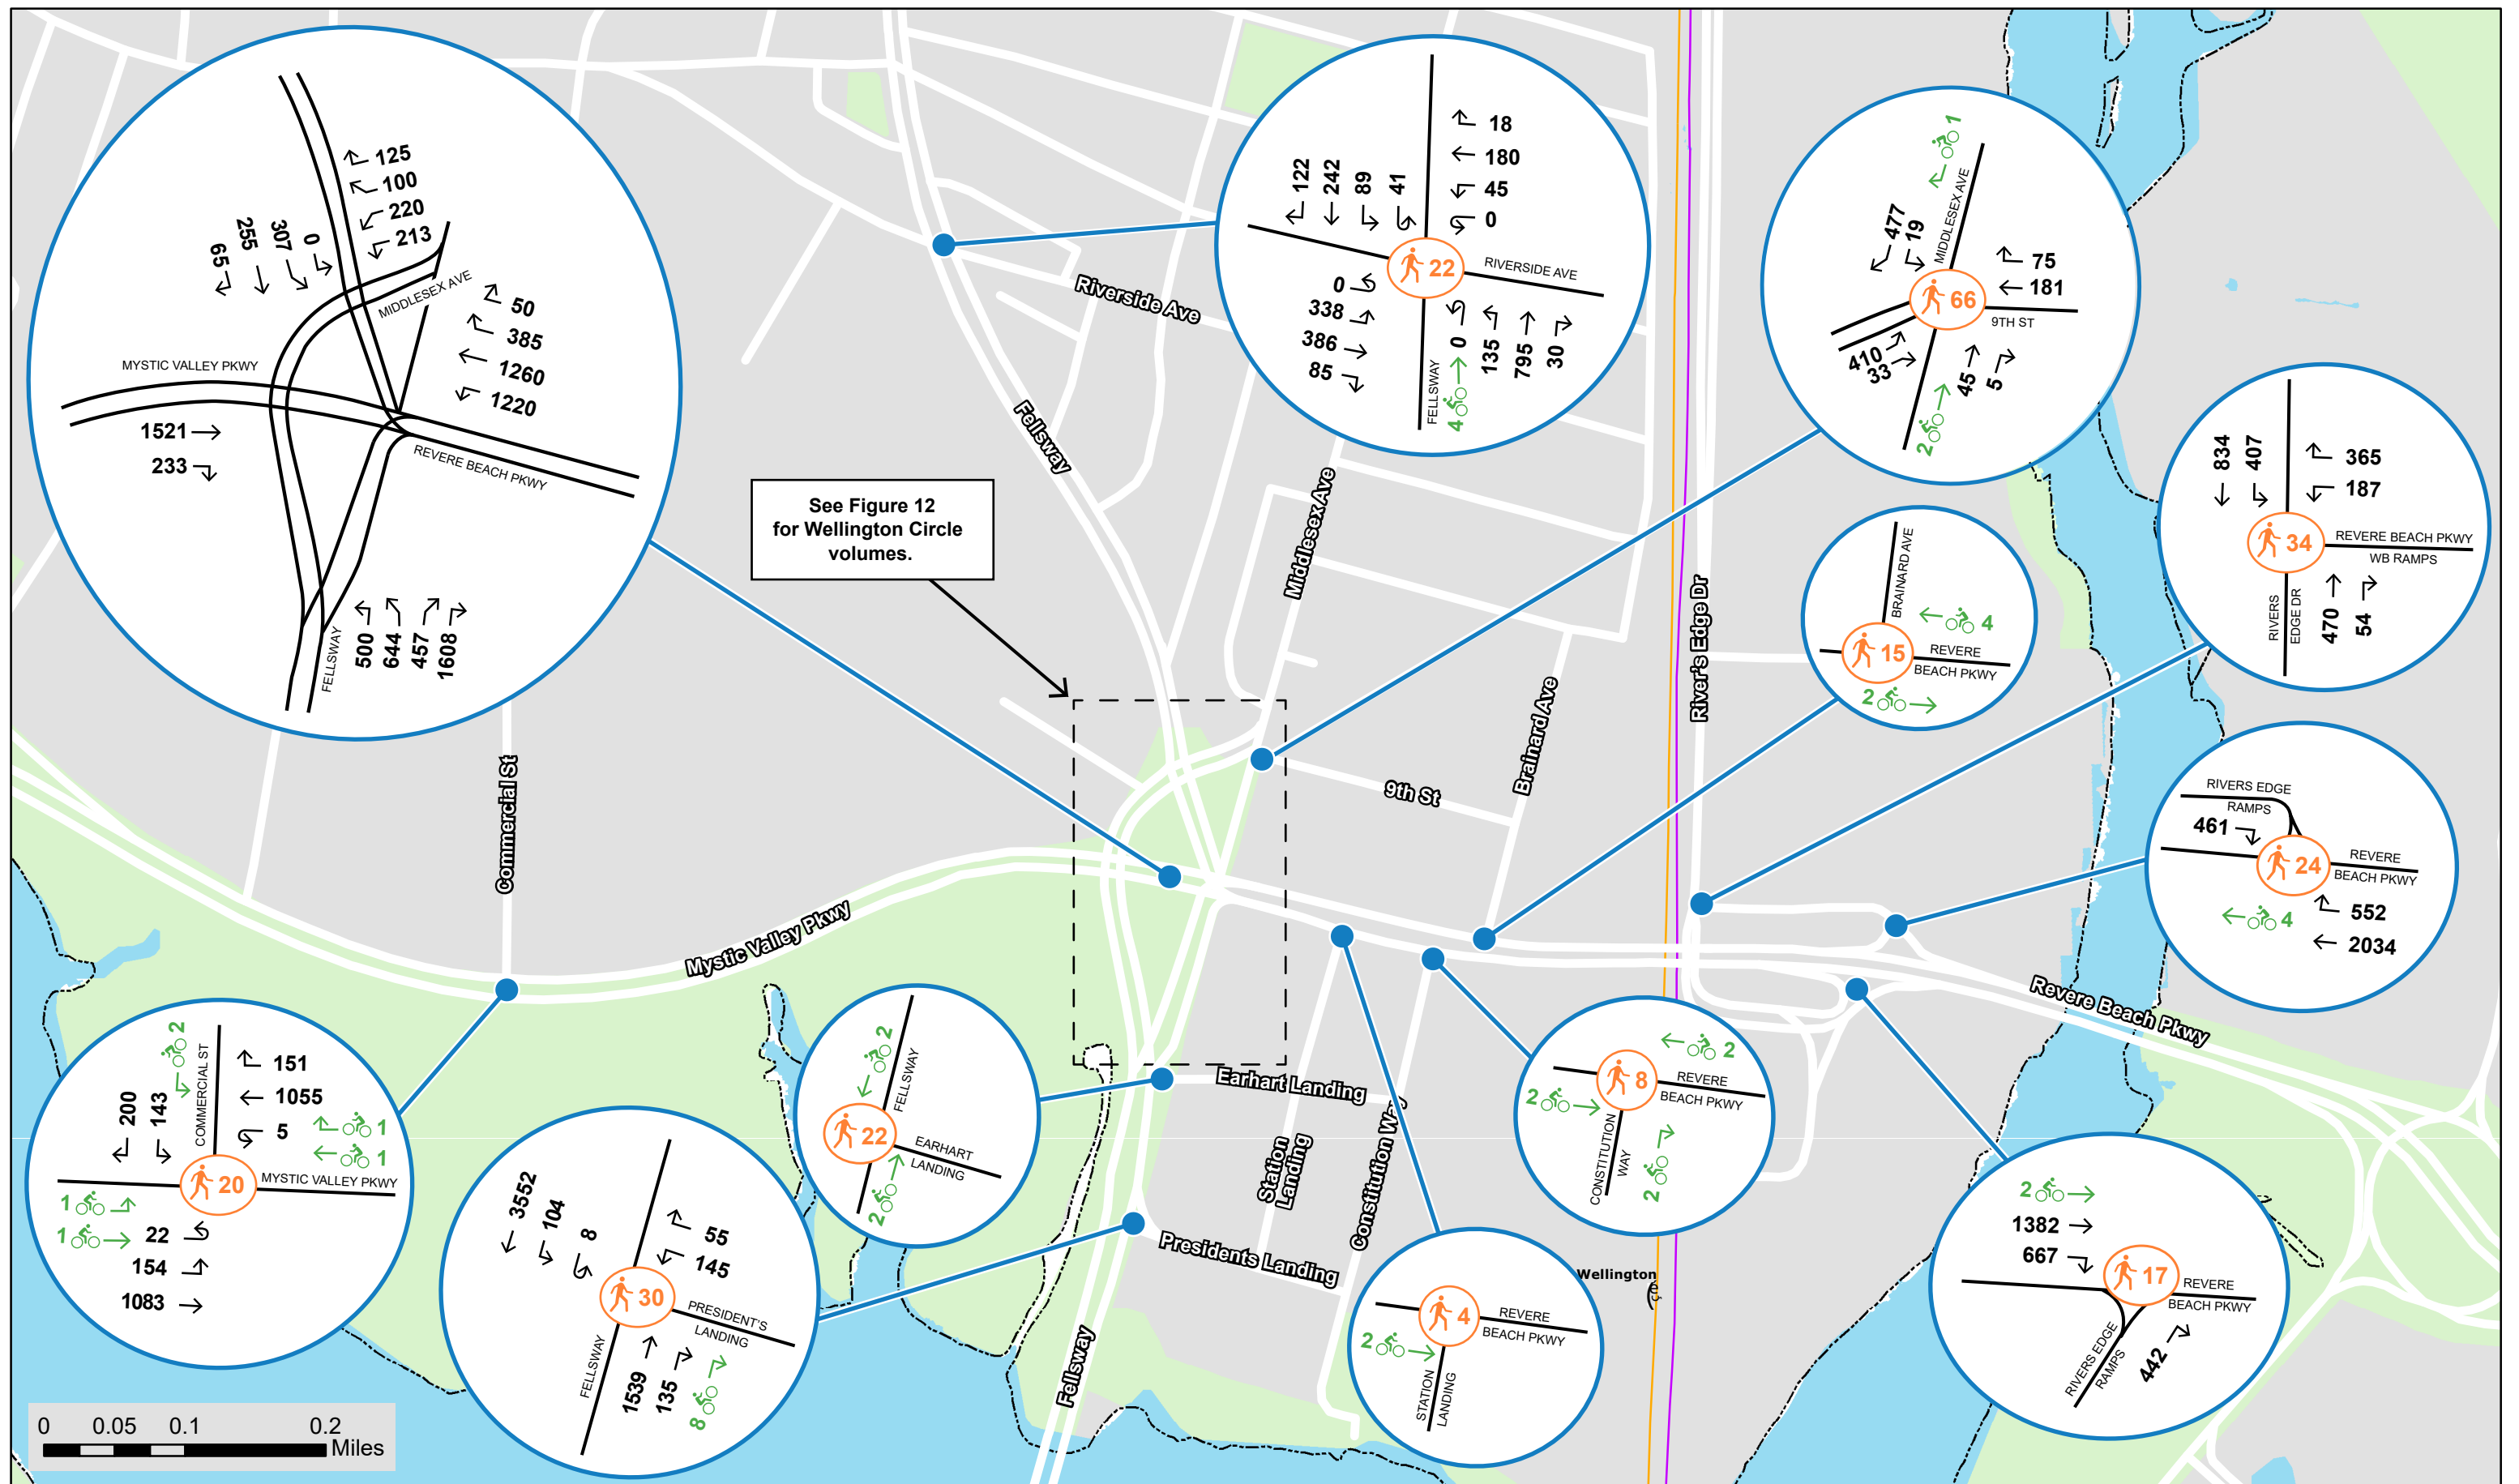 125
100
220
213
65
255
307
0
MIDDLESEX AVE
50
385
1260
1220
MYSTIC VALLEY PKWY
1521
233
REVERE BEACH PKWY
FELLSWAY
500
644
457
1608
122
242
89
41
18
180
45
0
22
RIVERSIDE AVE
0
338
386
85
FELLSWAY
4
0
135
795
30
1
477
19
MIDDLESEX AVE
75
181
66
9TH ST
410
33
2
45
5
834
407
365
187
34
REVERE BEACH PKWY
WB RAMPS
RIVERS
EDGE DR
470
54
BRAINARD AVE
4
15
REVERE
BEACH PKWY
2
RIVERS EDGE
RAMPS
461
24
REVERE
BEACH PKWY
4
552
2034
See Figure 12
for Wellington Circle
volumes.
Riverside Ave
Fellsway
Middlesex Ave
River's Edge Dr
Brainard Ave
9th St
Commercial St
Mystic Valley Pkwy
Revere Beach Pkwy
Earhart Landing
Station
Landing
Constitution Way
Presidents Landing
Fellsway
Wellington
2
200
143
COMMERCIAL ST
151
1055
5
1
1
20
MYSTIC VALLEY PKWY
1
1
22
154
1083
2
FELLSWAY
22
EARHART
LANDING
2
3552
104
8
55
145
30
PRESIDENT'S
LANDING
FELLSWAY
1539
135
8
2
8
REVERE
BEACH PKWY
2
CONSTITUTION
WAY
2
4
REVERE
BEACH PKWY
2
STATION
LANDING
2
1382
667
17
REVERE
BEACH PKWY
RIVERS EDGE
RAMPS
442
0 0.05 0.1 0.2
Miles